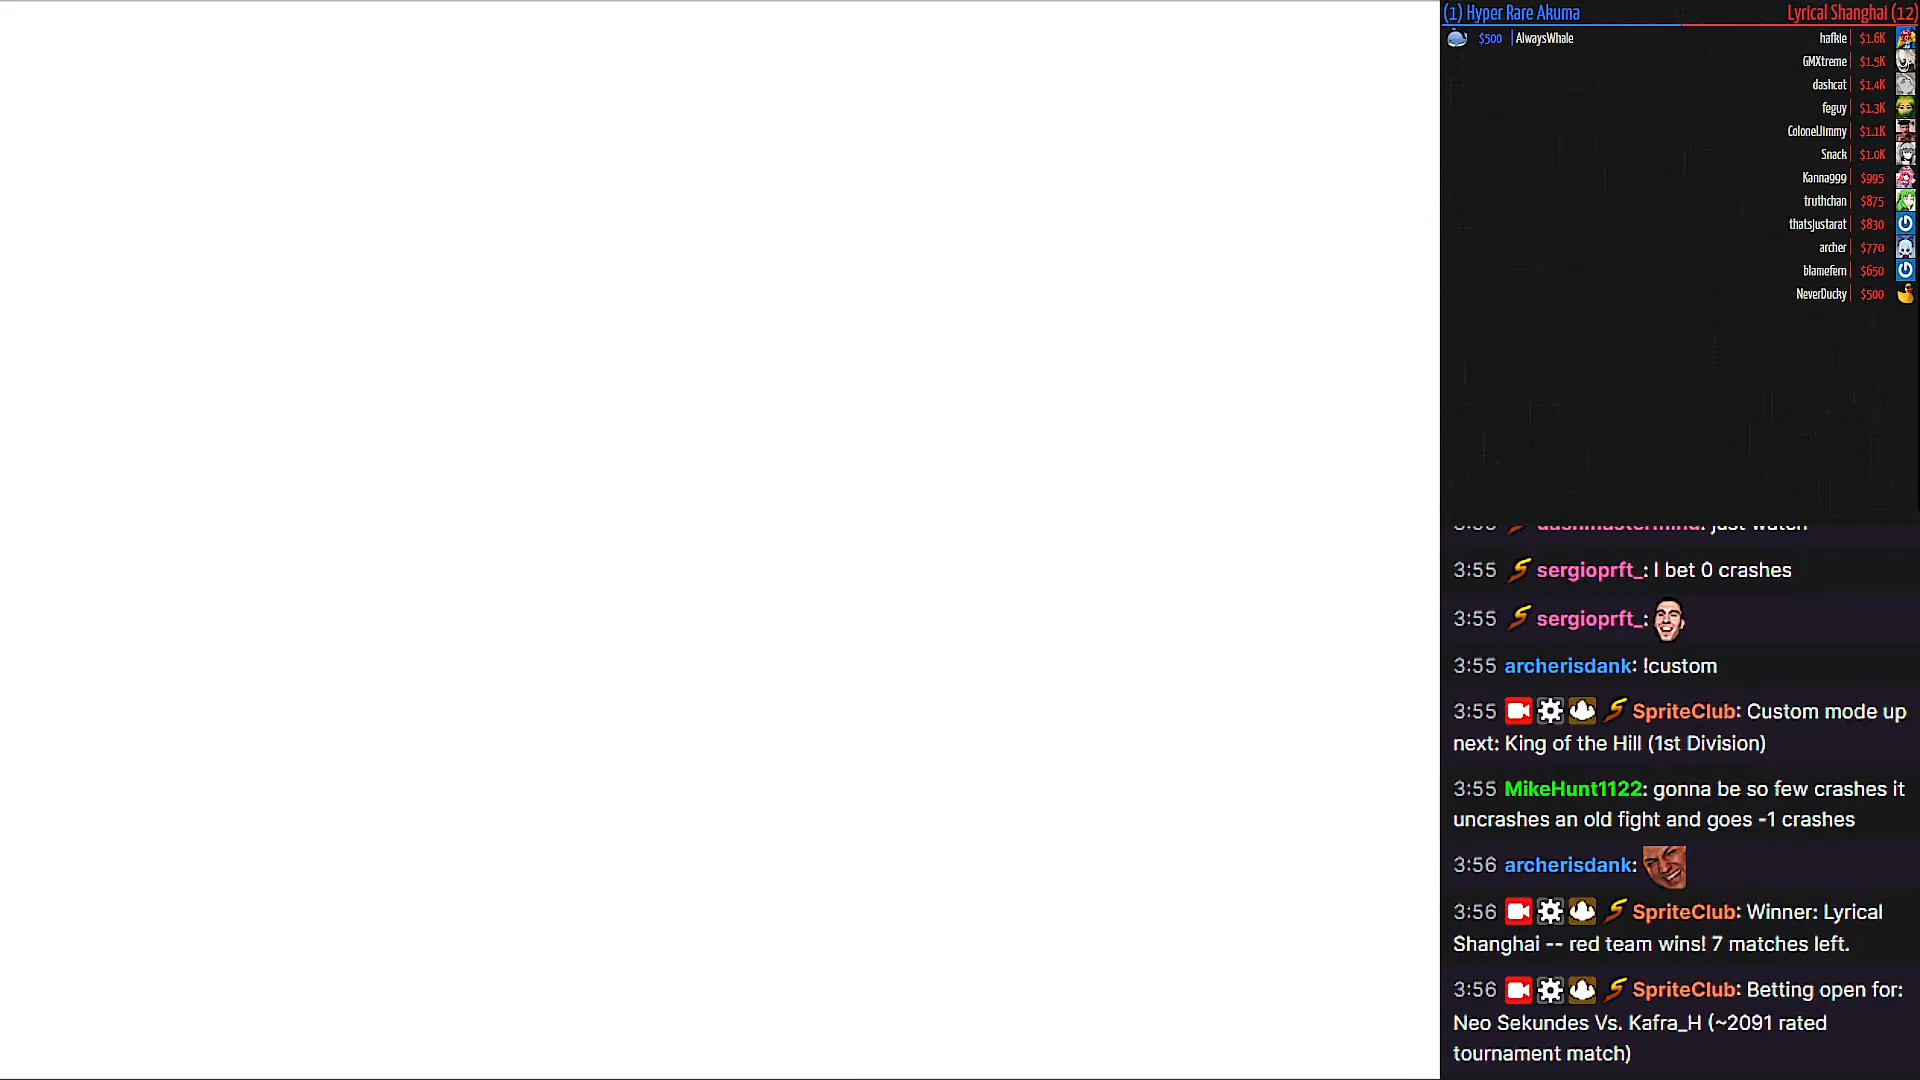 (1) Hyper Rare Akuma Lyrical Shanghai (12)
$500 AlwaysWhale hafkle $1.6K
GMXtreme $1.5K
dashcat $1.4K
feguy $1.3K
ColonelJimmy $1.1K
Snack $1.0K
Kanna999 $995
truthchan $875
thatsjustarat $830
archer $770
blamefern $650
NeverDucky $500
just watch
3:55 sergioprft_: I bet 0 crashes
3:55 sergioprft_:
3:55 archerisdank: !custom
3:55 SpriteClub: Custom mode up
next: King of the Hill (1st Division)
3:55 MikeHunt1122: gonna be so few crashes it
uncrashes an old fight and goes -1 crashes
3:56 archerisdank:
3:56 SpriteClub: Winner: Lyrical
Shanghai -- red team wins! 7 matches left.
3:56 SpriteClub: Betting open for:
Neo Sekundes Vs. Kafra_H (~2091 rated
tournament match)